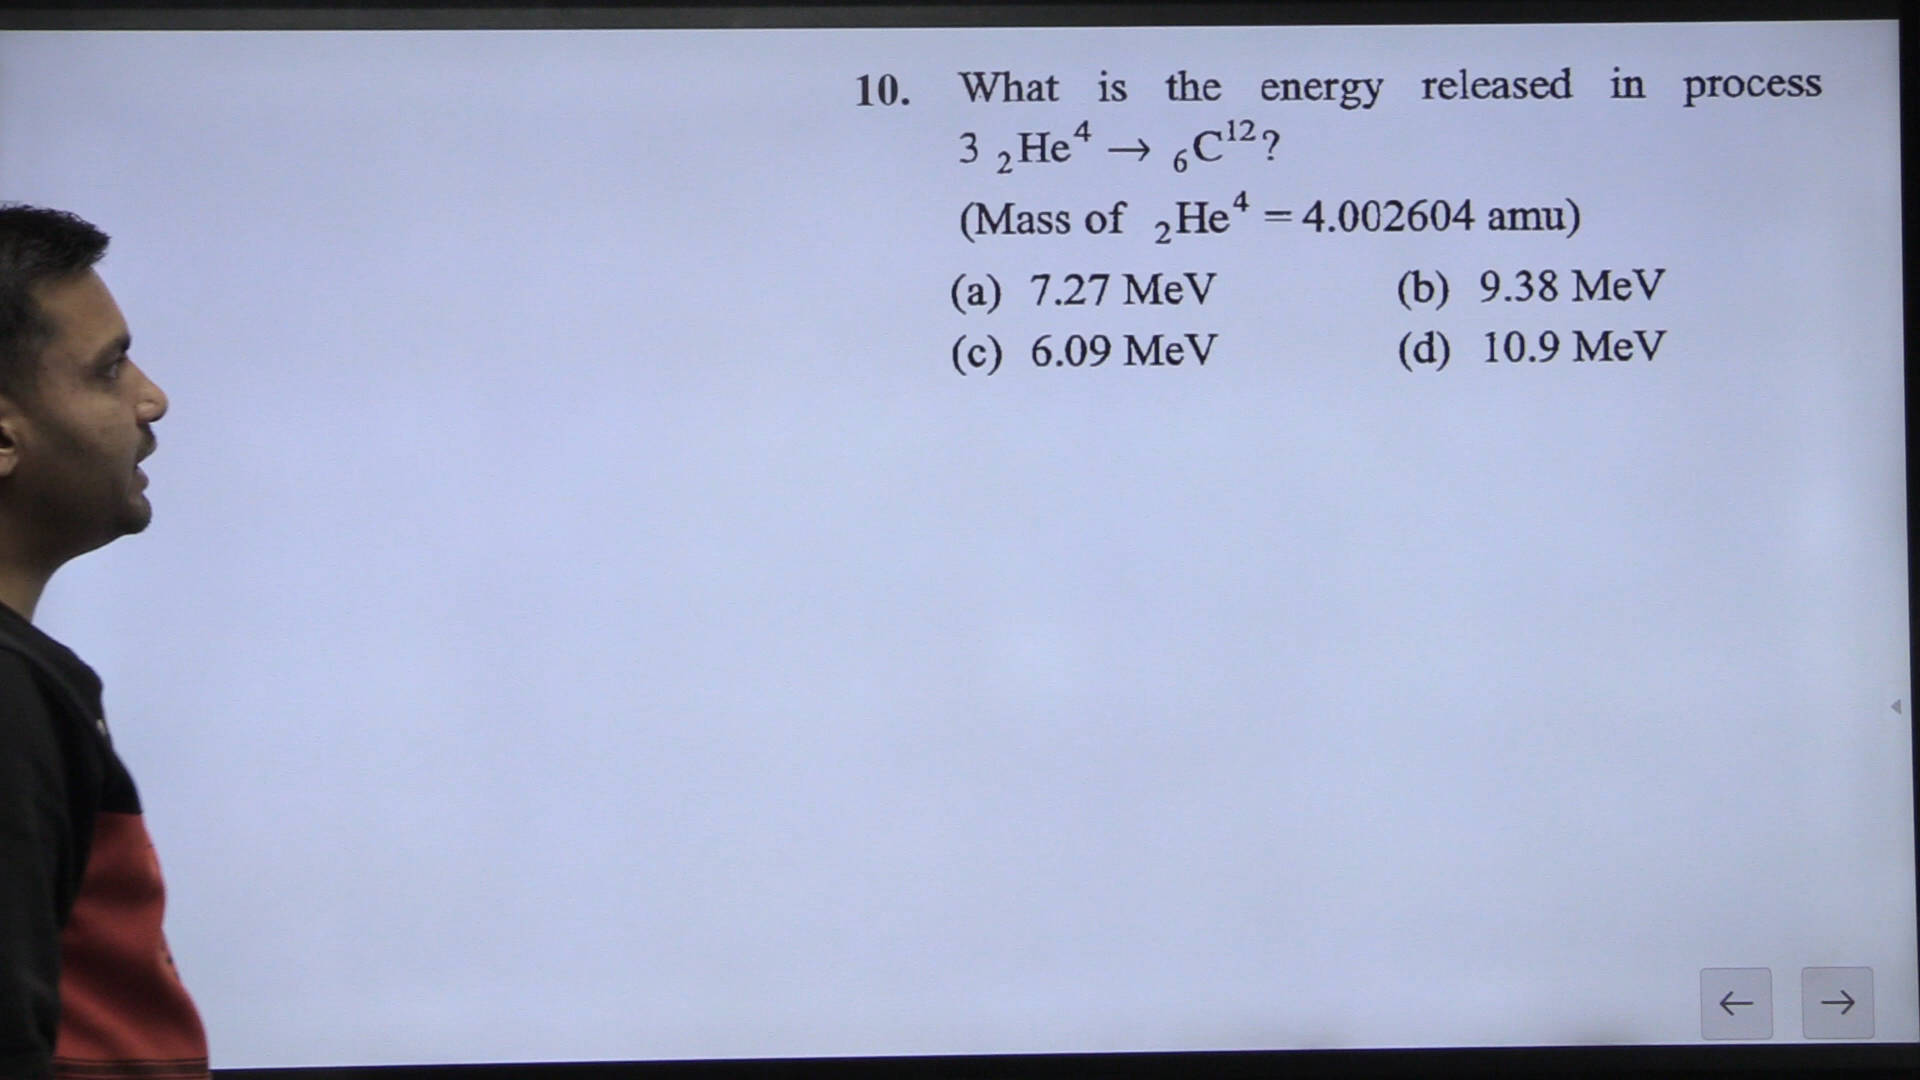 10. What is the energy released in process
3 ₂He⁴ → ₆C¹²?
(Mass of ₂He⁴ = 4.002604 amu)
(a) 7.27 MeV (b) 9.38 MeV
(c) 6.09 MeV (d) 10.9 MeV